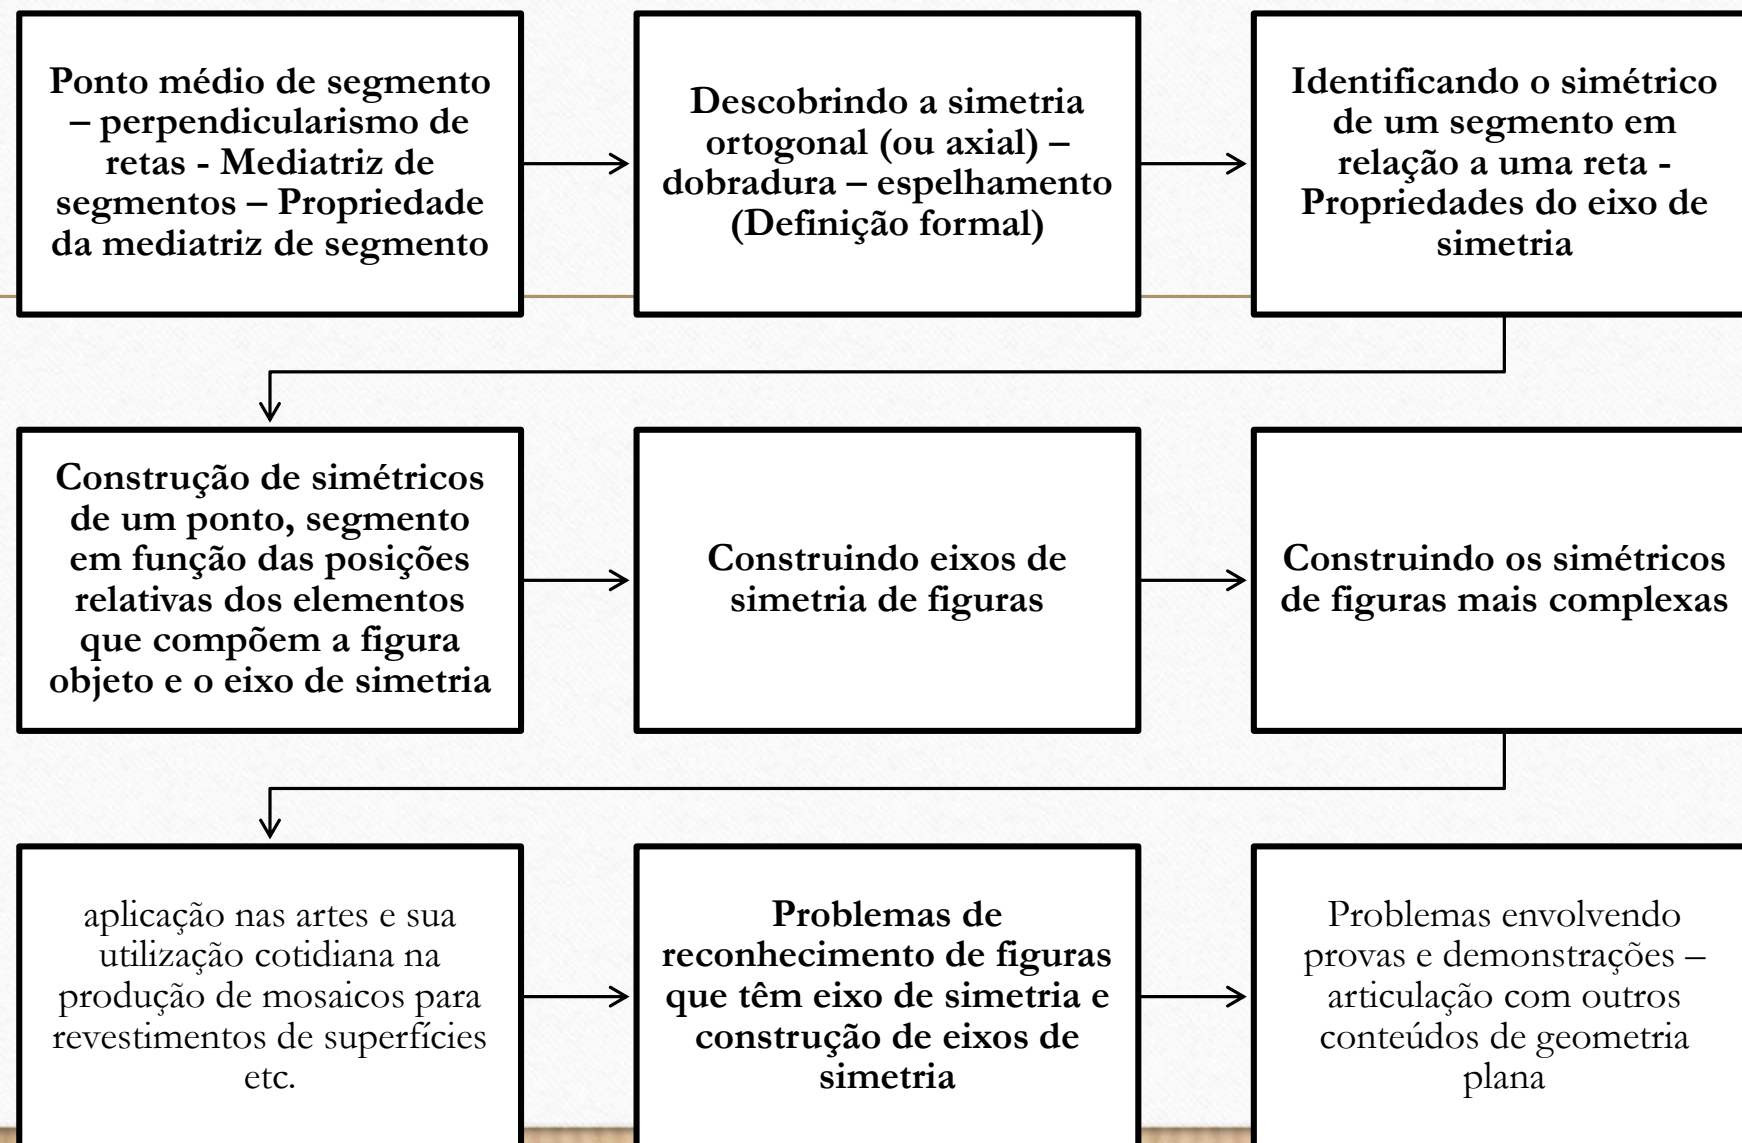 Ponto médio de segmento
– perpendicularismo de
retas - Mediatriz de
segmentos – Propriedade
da mediatriz de segmento
Descobrindo a simetria
ortogonal (ou axial) –
dobradura – espelhamento
(Definição formal)
Identificando o simétrico
de um segmento em
relação a uma reta -
Propriedades do eixo de
simetria
Construção de simétricos
de um ponto, segmento
em função das posições
relativas dos elementos
que compõem a figura
objeto e o eixo de simetria
Construindo eixos de
simetria de figuras
Construindo os simétricos
de figuras mais complexas
aplicação nas artes e sua
utilização cotidiana na
produção de mosaicos para
revestimentos de superfícies
etc.
Problemas de
reconhecimento de figuras
que têm eixo de simetria e
construção de eixos de
simetria
Problemas envolvendo
provas e demonstrações –
articulação com outros
conteúdos de geometria
plana